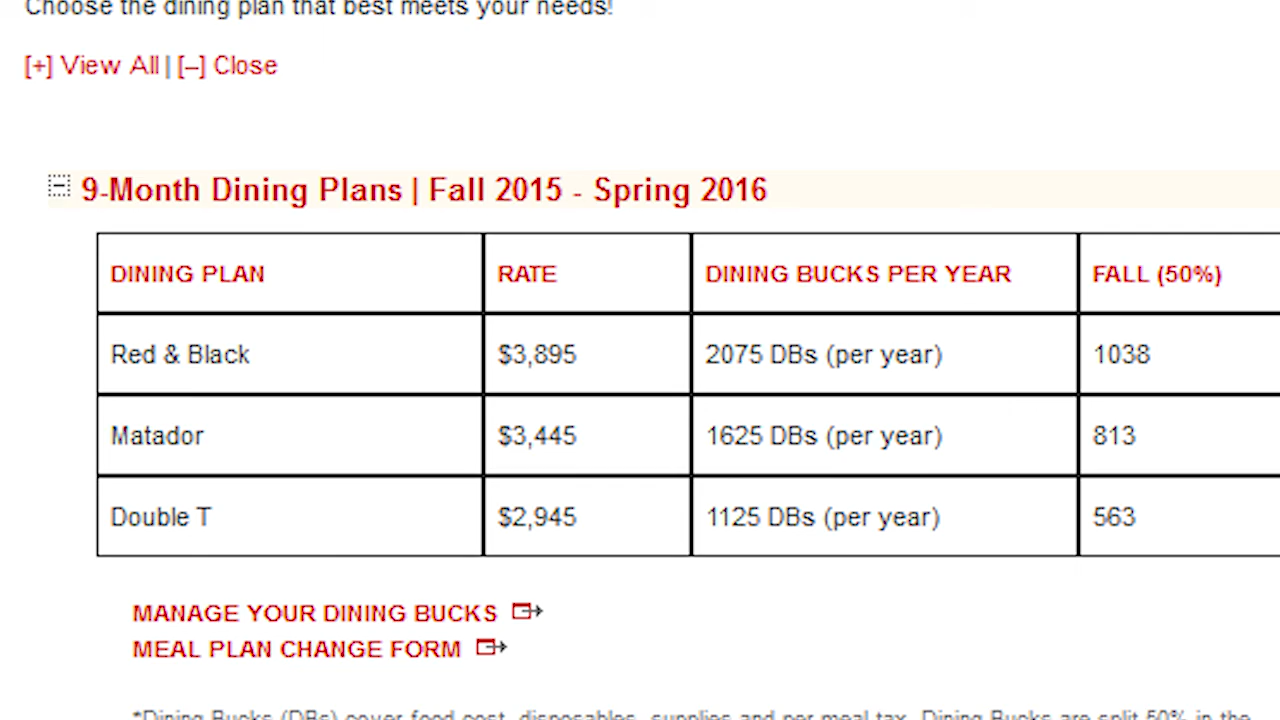 Choose the dining plan that best meets your needs!
[+] View All | [–] Close
9-Month Dining Plans | Fall 2015 - Spring 2016
DINING PLAN RATE DINING BUCKS PER YEAR FALL (50%)
Red & Black $3,895 2075 DBs (per year) 1038
Matador $3,445 1625 DBs (per year) 813
Double T $2,945 1125 DBs (per year) 563
MANAGE YOUR DINING BUCKS
MEAL PLAN CHANGE FORM
*Dining Bucks (DBs) cover food cost, disposables, supplies and per meal tax. Dining Bucks are split 50% in the